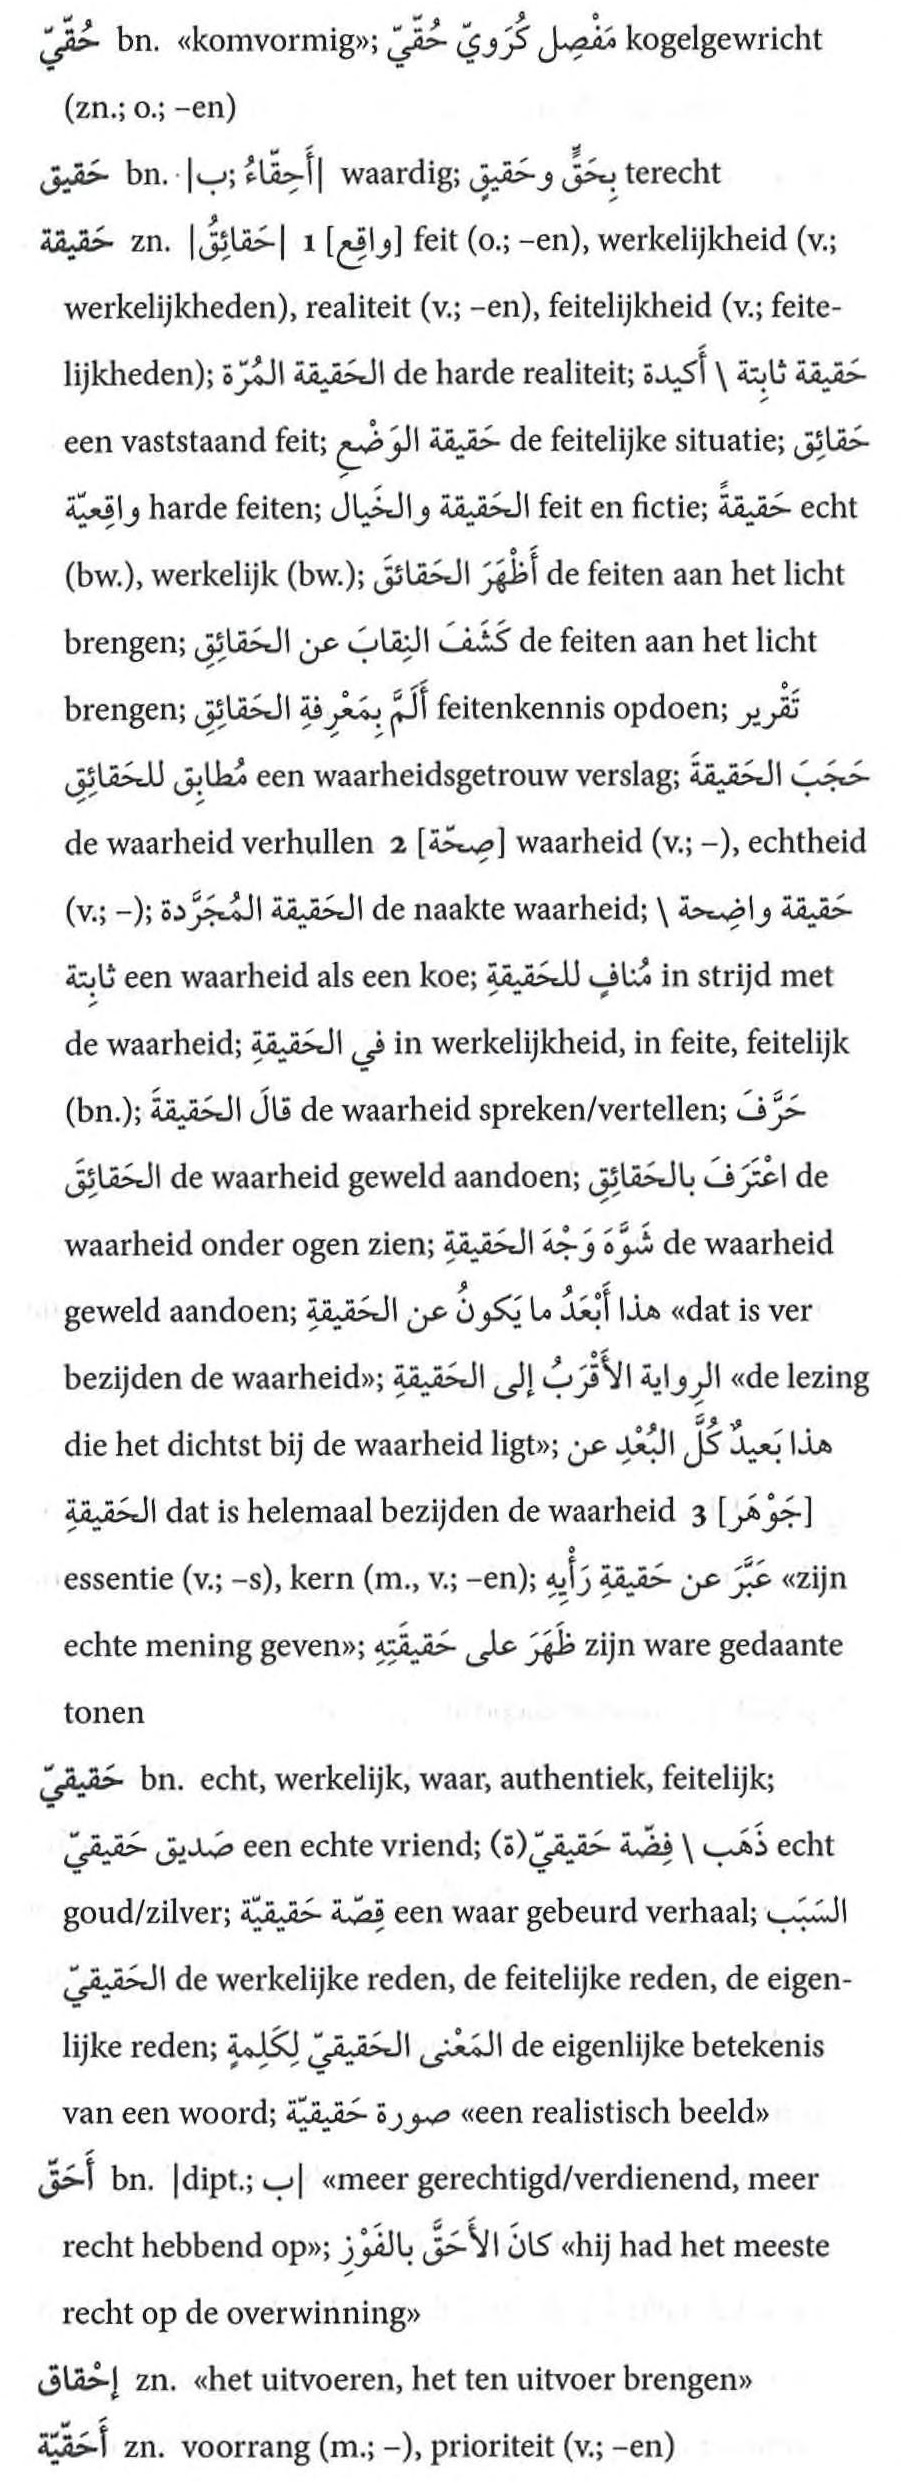 حُقّيّ bn. «komvormig»; مَفْصِل كُرَويّ حُقّيّ kogelgewricht
(zn.; o.; –en)
حَقيق bn. |أَحِقّاءُ; ب| waardig; بِحَقٍّ وحَقيقٍ terecht
حَقيقة zn. |حَقائِقُ| 1 [واقِع] feit (o.; –en), werkelijkheid (v.;
werkelijkheden), realiteit (v.; –en), feitelijkheid (v.; feite-
lijkheden); الحَقيقة المُرّة de harde realiteit; حَقيقة ثابِتة \ أَكيدة
een vaststaand feit; حَقيقة الوَضْعِ de feitelijke situatie; حَقائِق
واقِعيّة harde feiten; الحَقيقة والخَيال feit en fictie; حَقيقةً echt
(bw.), werkelijk (bw.); أَظْهَرَ الحَقائقَ de feiten aan het licht
brengen; كَشَفَ النِقابَ عن الحَقائِقِ de feiten aan het licht
brengen; أَلَمَّ بِمَعْرِفةِ الحَقائِقِ feitenkennis opdoen; تَقْرير
مُطابِق للحَقائِقِ een waarheidsgetrouw verslag; حَجَبَ الحَقيقةَ
de waarheid verhullen 2 [صِحّة] waarheid (v.; –), echtheid
(v.; –); الحَقيقة المُجَرَّدة de naakte waarheid; حَقيقة واضِحة \
ثابِتة een waarheid als een koe; مُنافٍ للحَقيقةِ in strijd met
de waarheid; في الحَقيقةِ in werkelijkheid, in feite, feitelijk
(bn.); قالَ الحَقيقةَ de waarheid spreken/vertellen; حَرَّفَ
الحَقائِقَ de waarheid geweld aandoen; اعْتَرَفَ بالحَقائِقِ de
waarheid onder ogen zien; شَوَّهَ وَجْهَ الحَقيقةِ de waarheid
geweld aandoen; هذا أَبْعَدُ ما يَكونُ عن الحَقيقةِ «dat is ver
bezijden de waarheid»; الرِواية الأَقْرَبُ إلى الحَقيقةِ «de lezing
die het dichtst bij de waarheid ligt»; هذا بَعيدٌ كُلَّ البُعْدِ عن
الحَقيقةِ dat is helemaal bezijden de waarheid 3 [جَوْهَر]
essentie (v.; –s), kern (m., v.; –en); عَبَّرَ عن حَقيقةِ رَأْيِهِ «zijn
echte mening geven»; ظَهَرَ على حَقيقَتِهِ zijn ware gedaante
tonen
حَقيقيّ bn. echt, werkelijk, waar, authentiek, feitelijk;
صَديق حَقيقيّ een echte vriend; ذَهَب \ فِضّة حَقيقيّ(ة) echt
goud/zilver; قِصّة حَقيقيّة een waar gebeurd verhaal; السَبَب
الحَقيقيّ de werkelijke reden, de feitelijke reden, de eigen-
lijke reden; المَعْنى الحَقيقيّ لِكَلِمةٍ de eigenlijke betekenis
van een woord; صورة حَقيقيّة «een realistisch beeld»
أَحَقّ bn. |dipt.; ب| «meer gerechtigd/verdienend, meer
recht hebbend op»; كانَ الأَحَقَّ بالفَوْزِ «hij had het meeste
recht op de overwinning»
إحْقاق zn. «het uitvoeren, het ten uitvoer brengen»
أَحَقّيّة zn. voorrang (m.; –), prioriteit (v.; –en)